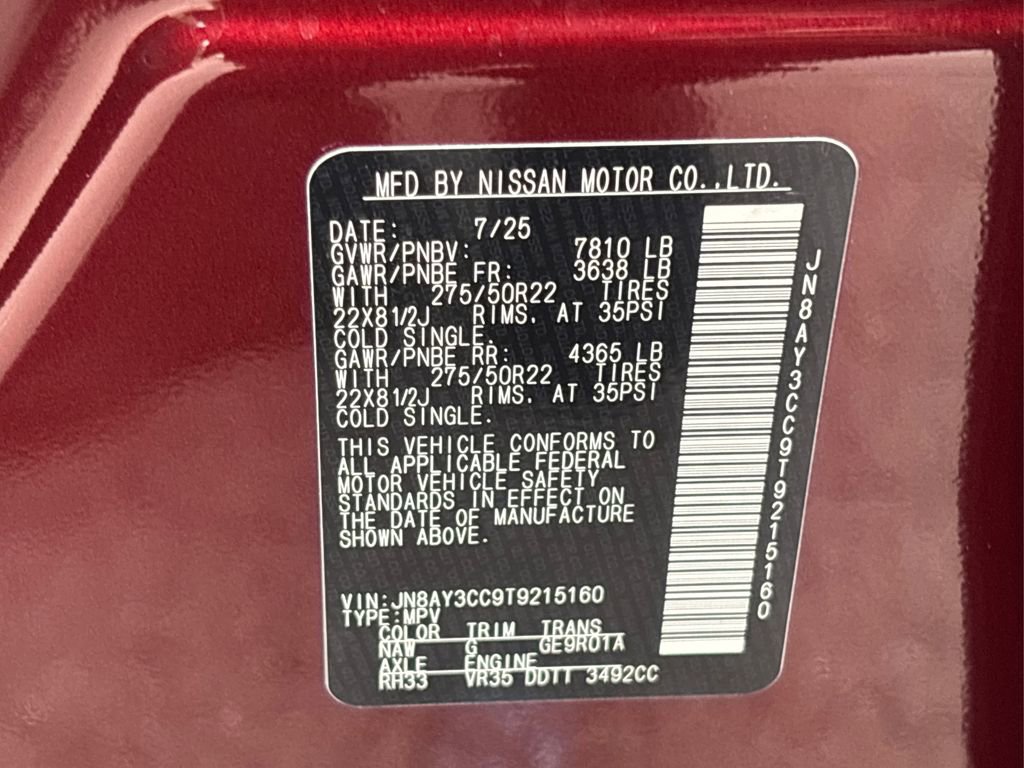 MFD BY NISSAN MOTOR CO.,LTD.
DATE: 7/25
GVWR/PNBV: 7810 LB
GAWR/PNBE FR: 3638 LB
WITH 275/50R22 TIRES
22X81/2J RIMS. AT 35PSI
COLD SINGLE.
GAWR/PNBE RR: 4365 LB
WITH 275/50R22 TIRES
22X81/2J RIMS. AT 35PSI
COLD SINGLE.
THIS VEHICLE CONFORMS TO
ALL APPLICABLE FEDERAL
MOTOR VEHICLE SAFETY
STANDARDS IN EFFECT ON
THE DATE OF MANUFACTURE
SHOWN ABOVE.
VIN:JN8AY3CC9T9215160
TYPE:MPV
COLOR TRIM TRANS
NAW G GE9R01A
AXLE ENGINE
RH33 VR35 DDTT 3492CC
JN8AY3CC9T9215160